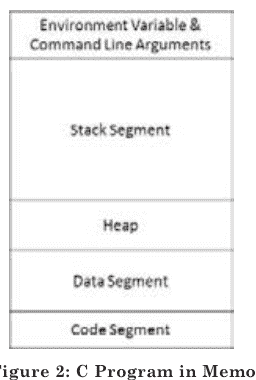 Environment Variable &
Command Line Arguments
Stack Segment
Heap
Data Segment
Code Segment
Figure 2: C Program in Memo